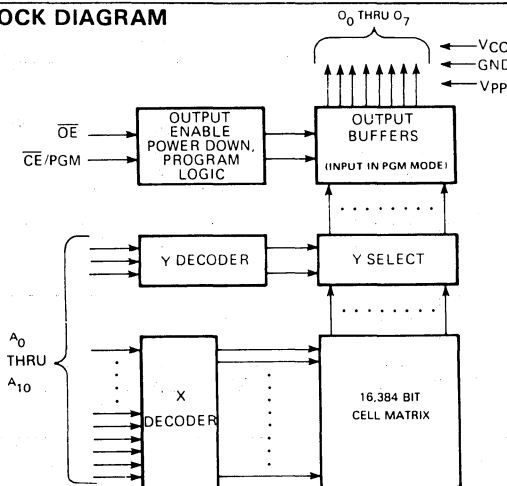 OCK DIAGRAM
O0 THRU O7
VCC
GND
VPP
OE
CE/PGM
OUTPUT
ENABLE
POWER DOWN,
PROGRAM
LOGIC
OUTPUT
BUFFERS
(INPUT IN PGM MODE)
Y DECODER
Y SELECT
A0
THRU
A10
X
DECODER
16,384 BIT
CELL MATRIX